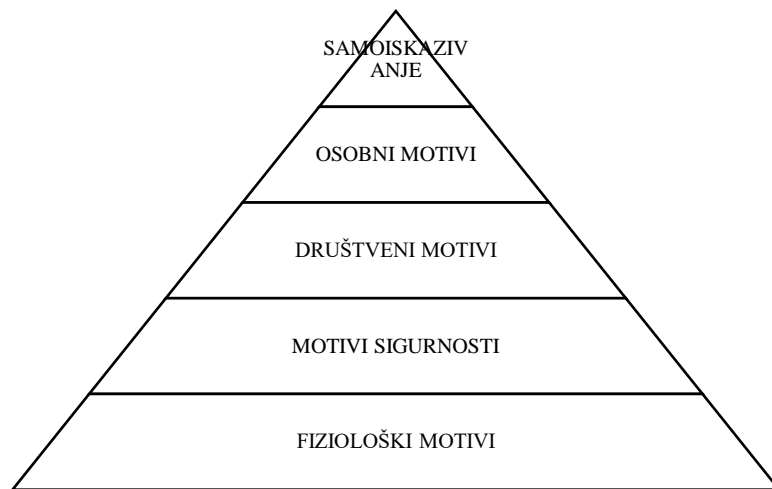 SAMOISKAZIV
ANJE
OSOBNI MOTIVI
DRUŠTVENI MOTIVI
MOTIVI SIGURNOSTI
FIZIOLOŠKI MOTIVI